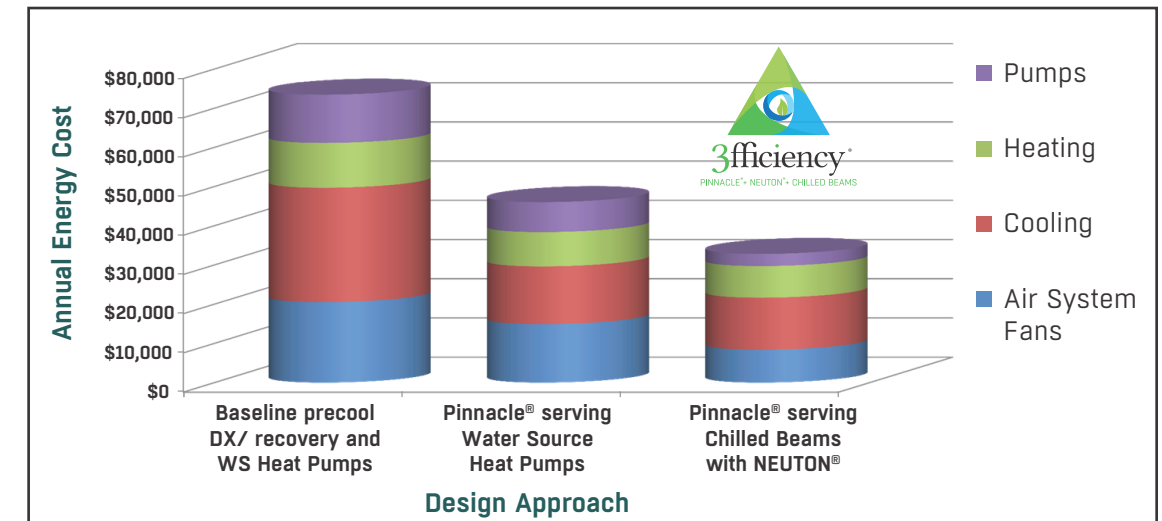 Annual Energy Cost
$80,000
$70,000
$60,000
$50,000
$40,000
$30,000
$20,000
$10,000
$0
Baseline precool
DX/ recovery and
WS Heat Pumps
Pinnacle® serving
Water Source
Heat Pumps
Pinnacle® serving
Chilled Beams
with NEUTON®
Design Approach
3fficiency®
PINNACLE®+ NEUTON®+ CHILLED BEAMS
Pumps
Heating
Cooling
Air System
Fans